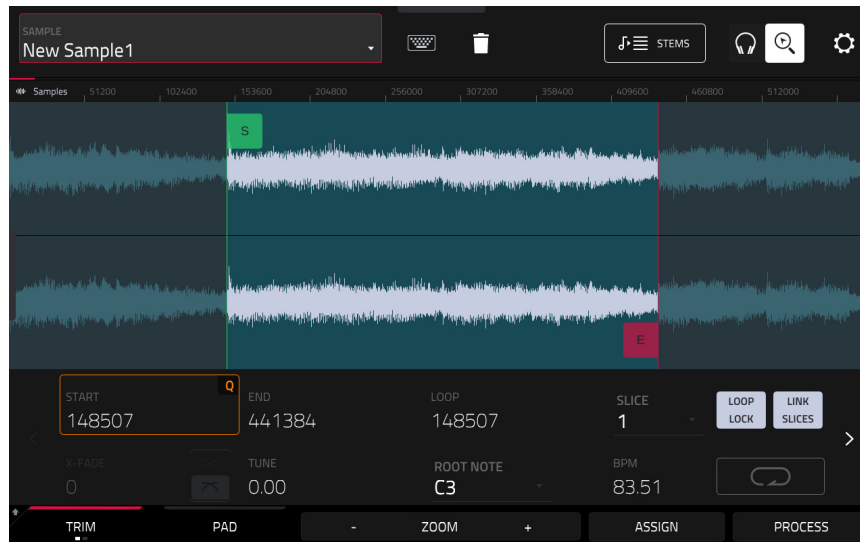 SAMPLE
New Sample1
STEMS
Samples 51200 102400 153600 204800 256000 307200 358400 409600 460800 512000
S
E
START Q END LOOP SLICE LOOP LOCK LINK SLICES
148507 441384 148507 1
X-FADE TUNE ROOT NOTE BPM
0 0.00 C3 83.51
TRIM PAD - ZOOM + ASSIGN PROCESS